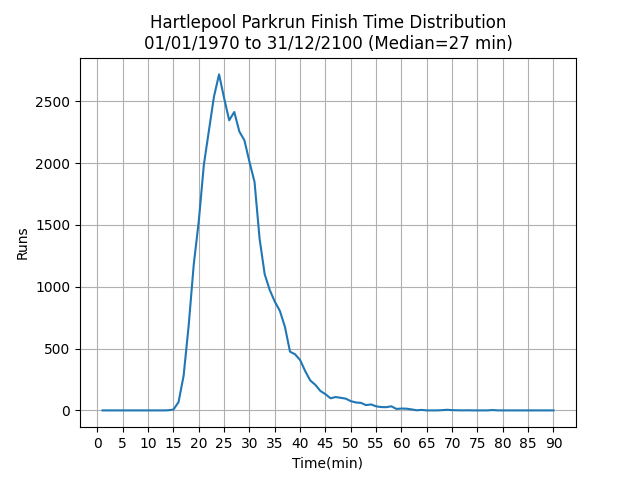 Hartlepool Parkrun Finish Time Distribution
01/01/1970 to 31/12/2100 (Median=27 min)
2500
2000
1500
1000
500
0
Runs
0 5 10 15 20 25 30 35 40 45 50 55 60 65 70 75 80 85 90
Time(min)